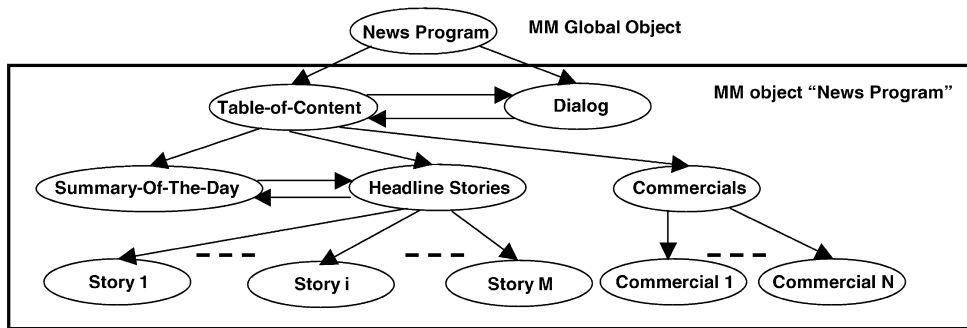 News Program
MM Global Object
Table-of-Content
Dialog
MM object “News Program”
Summary-Of-The-Day
Headline Stories
Commercials
Story 1
Story i
Story M
Commercial 1
Commercial N